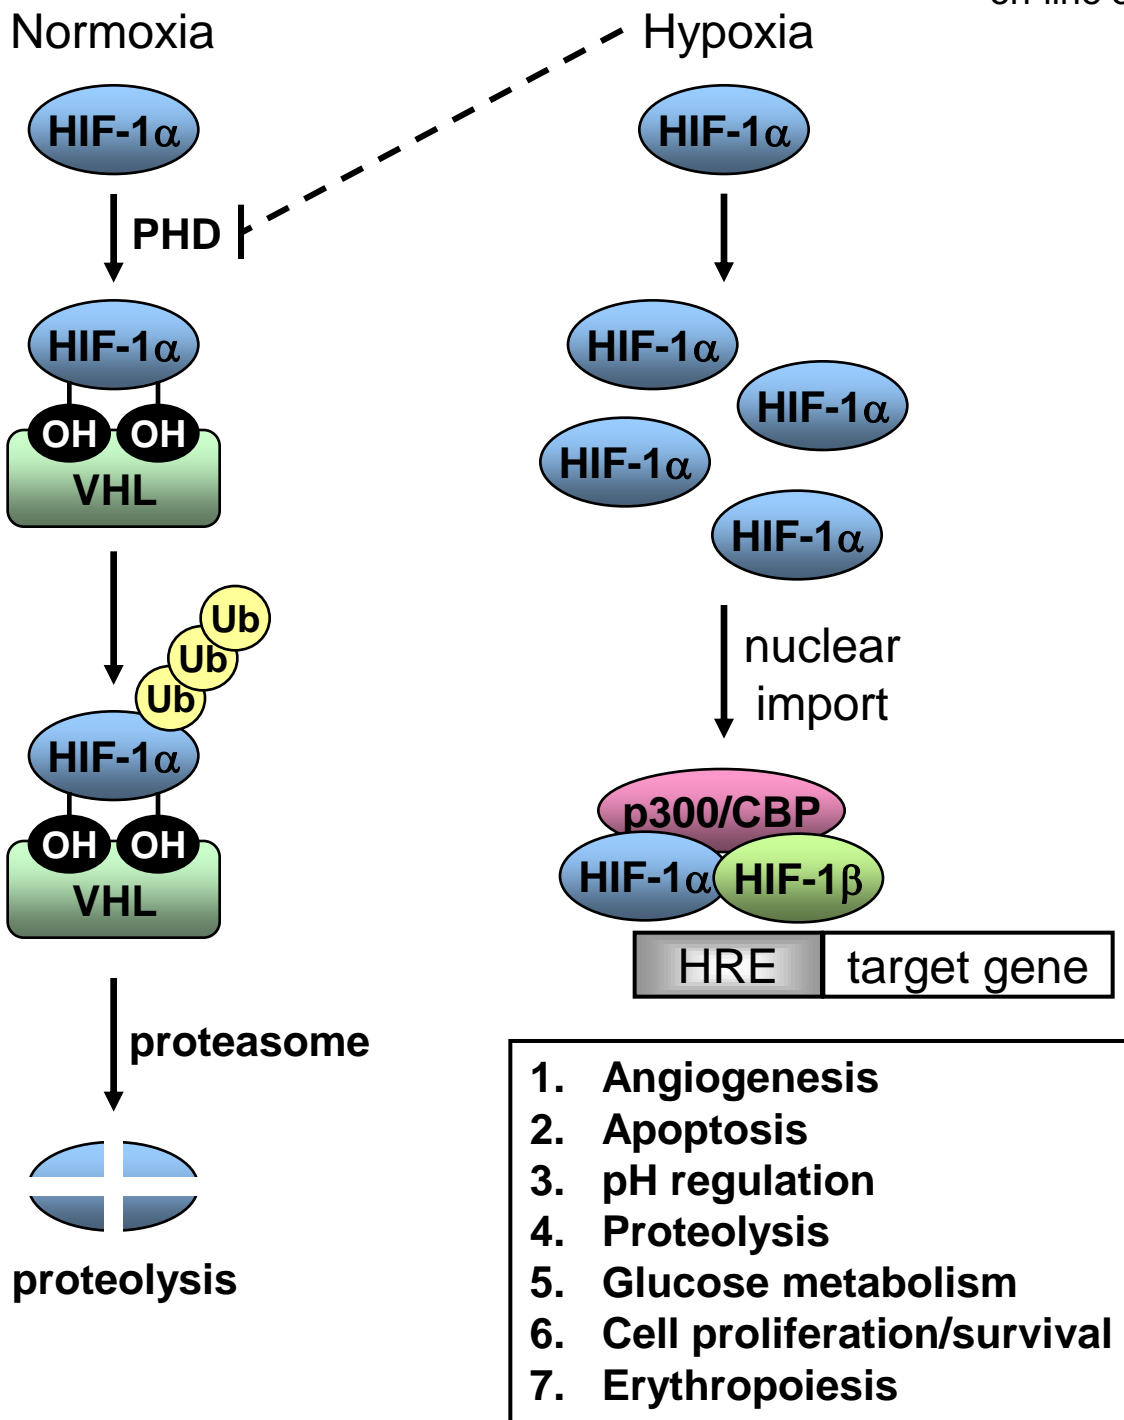 Normoxia
HIF-1α
PHD
HIF-1α
OH OH
VHL
Ub
Ub
Ub
HIF-1α
OH OH
VHL
proteasome
proteolysis
Hypoxia
HIF-1α
HIF-1α
HIF-1α
HIF-1α
HIF-1α
nuclear
import
p300/CBP
HIF-1α HIF-1β
HRE target gene
1. Angiogenesis
2. Apoptosis
3. pH regulation
4. Proteolysis
5. Glucose metabolism
6. Cell proliferation/survival
7. Erythropoiesis